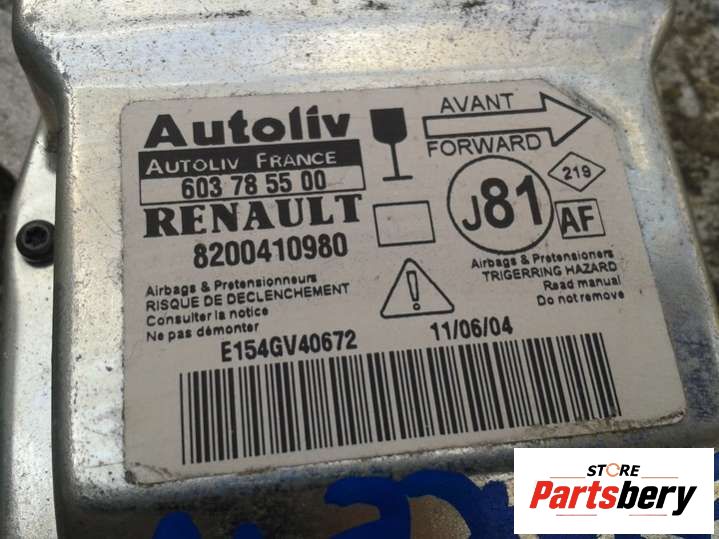 Autoliv
AUTOLIV FRANCE
603 78 55 00
RENAULT
8200410980
AVANT
FORWARD
J81
219
AF
Airbags & Pretensionneurs
RISQUE DE DECLENCHEMENT
Consulter la notice
Ne pas démonter
Airbags & Pretensioners
TRIGERRING HAZARD
Read manual
Do not remove
E154GV40672
11/06/04
STORE
Partsbery